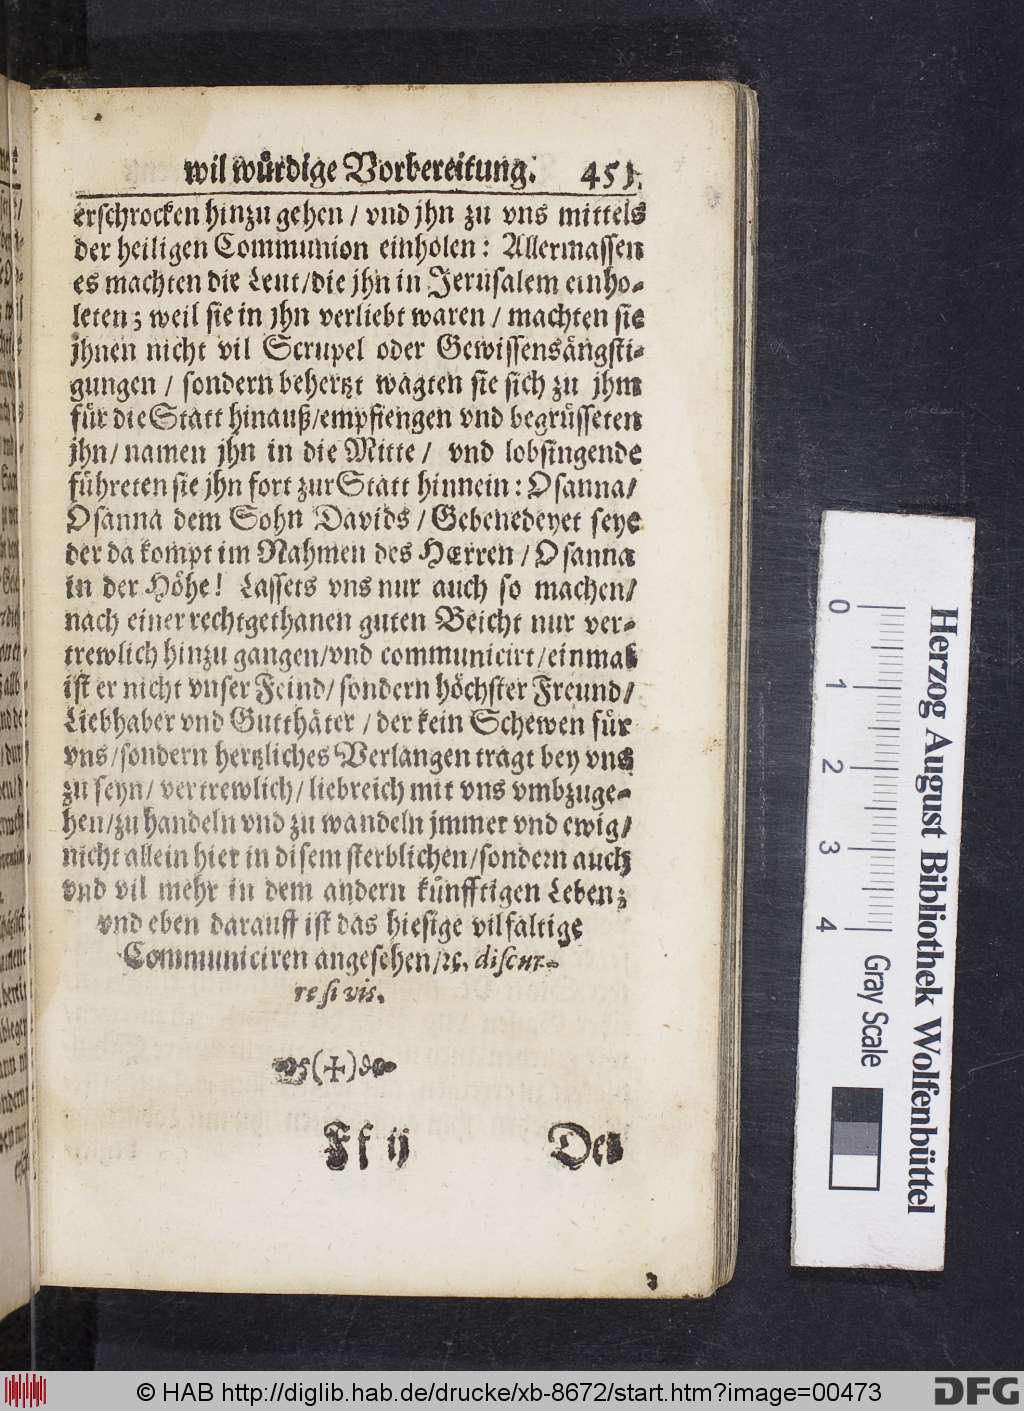 wil würdige Vorbereitung. 451.
erschrocken hinzu gehen / vnd jhn zu vns mittels
der heiligen Communion einholen: Allermassen
es machten die Leut/die jhn in Jerusalem einho-
leten; weil sie in jhn verliebt waren / machten sie
jhnen nicht vil Scrupel oder Gewissensängsti-
gungen / sondern behertzt wagten sie sich zu jhm
für die Statt hinauß/empfiengen vnd begrüsseten
jhn/ namen jhn in die Mitte / vnd lobsingende
führeten sie jhn fort zur Statt hinnein: Osanna/
Osanna dem Sohn Davids / Gebenedeyet seye
der da kompt im Nahmen des HErren / Osanna
in der Höhe! Lassets vns nur auch so machen/
nach einer rechtgethanen guten Beicht nur ver-
trewlich hinzu gangen/vnd communicirt/einmal
ist er nicht vnser Feind/ sondern höchster Freund/
Liebhaber vnd Gutthäter / der kein Schewen für
vns/sondern hertzliches Verlangen tragt bey vns
zu seyn/ vertrewlich/ liebreich mit vns vmbzuge-
hen/zu handeln vnd zu wandeln jmmer vnd ewig/
nicht allein hier in disem sterblichen/sondern auch
vnd vil mehr in dem andern künfftigen Leben;
vnd eben darauff ist das hiesige vilfältige
Communiciren angesehen/ꝛc. discur-
re si vis.
(+)
Ff ij Des
0 1 2 3 4
Gray Scale
Herzog August Bibliothek Wolfenbüttel
© HAB http://diglib.hab.de/drucke/xb-8672/start.htm?image=00473
DFG